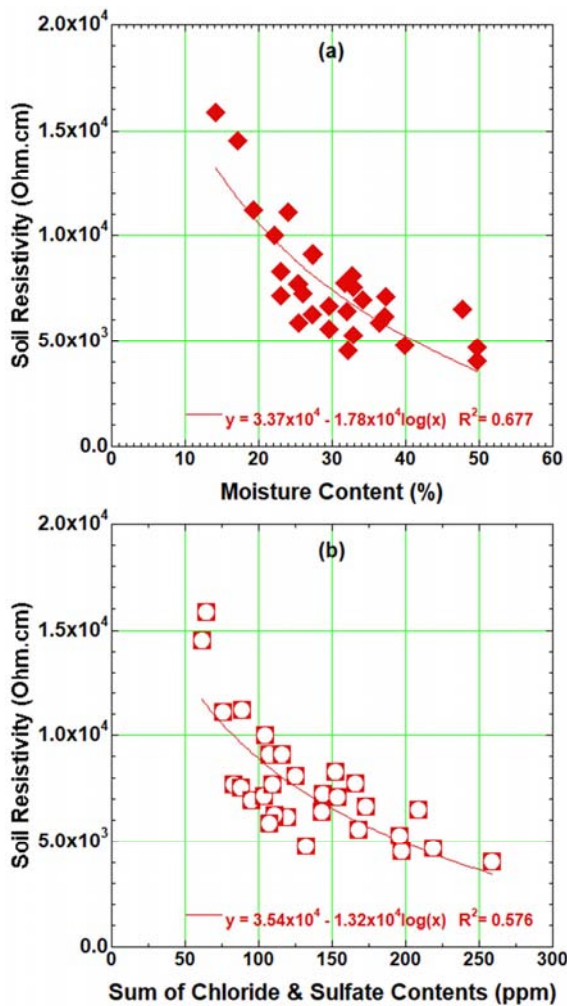 (a)
2.0x10⁴
1.5x10⁴
1.0x10⁴
5.0x10³
0.0
Soil Resistivity (Ohm.cm)
y = 3.37x10⁴ - 1.78x10⁴log(x) R²= 0.677
0 10 20 30 40 50 60
Moisture Content (%)
(b)
2.0x10⁴
1.5x10⁴
1.0x10⁴
5.0x10³
0.0
Soil Resistivity (Ohm.cm)
y = 3.54x10⁴ - 1.32x10⁴log(x) R²= 0.576
0 50 100 150 200 250 300
Sum of Chloride & Sulfate Contents (ppm)